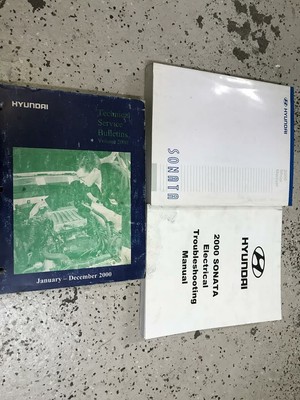 HYUNDAI
Technical
Service
Bulletins
January - December 2000
HYUNDAI
SONATA
HYUNDAI
2000 SONATA
Electrical
Troubleshooting
Manual